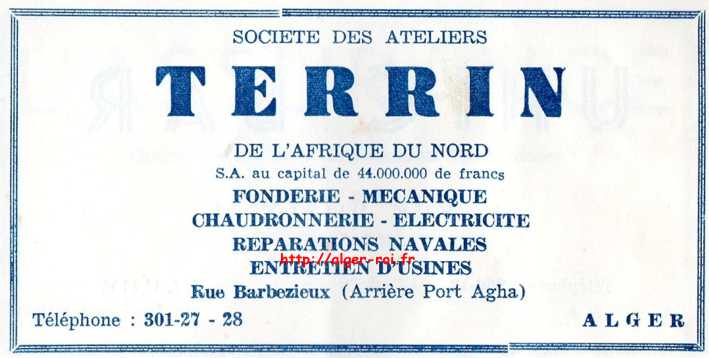 SOCIETE DES ATELIERS
TERRIN
DE L'AFRIQUE DU NORD
S.A. au capital de 44.000.000 de francs
FONDERIE - MECANIQUE
CHAUDRONNERIE - ELECTRICITE
REPARATIONS NAVALES
http://alger-roi.fr
ENTRETIEN D'USINES
Rue Barbezieux (Arrière Port Agha)
Téléphone : 301-27 - 28 ALGER